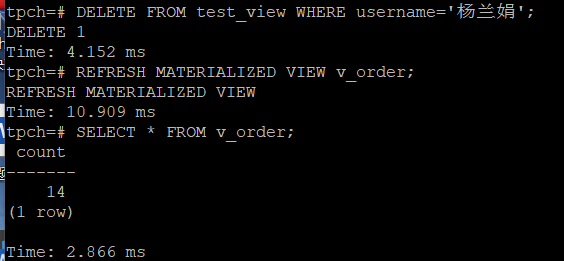 tpch=# DELETE FROM test_view WHERE username='杨兰娟';
DELETE 1
Time: 4.152 ms
tpch=# REFRESH MATERIALIZED VIEW v_order;
REFRESH MATERIALIZED VIEW
Time: 10.909 ms
tpch=# SELECT * FROM v_order;
count
-------
14
(1 row)
Time: 2.866 ms